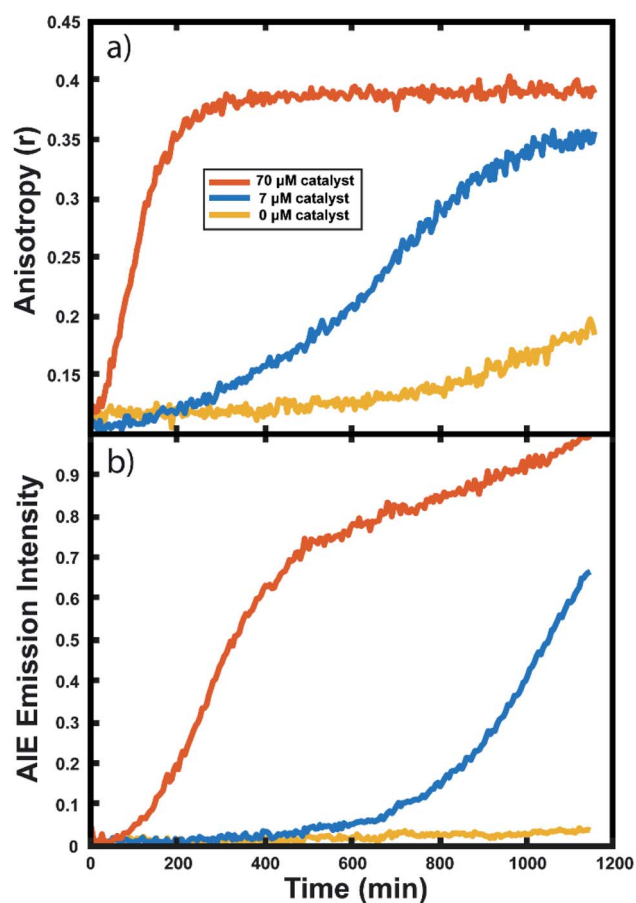 0.45
a)
0.4
0.35
0.3
0.25
0.2
0.15
Anisotropy (r)
70 µM catalyst
7 µM catalyst
0 µM catalyst
b)
0.9
0.8
0.7
0.6
0.5
0.4
0.3
0.2
0.1
0
AIE Emission Intensity
0 200 400 600 800 1000 1200
Time (min)